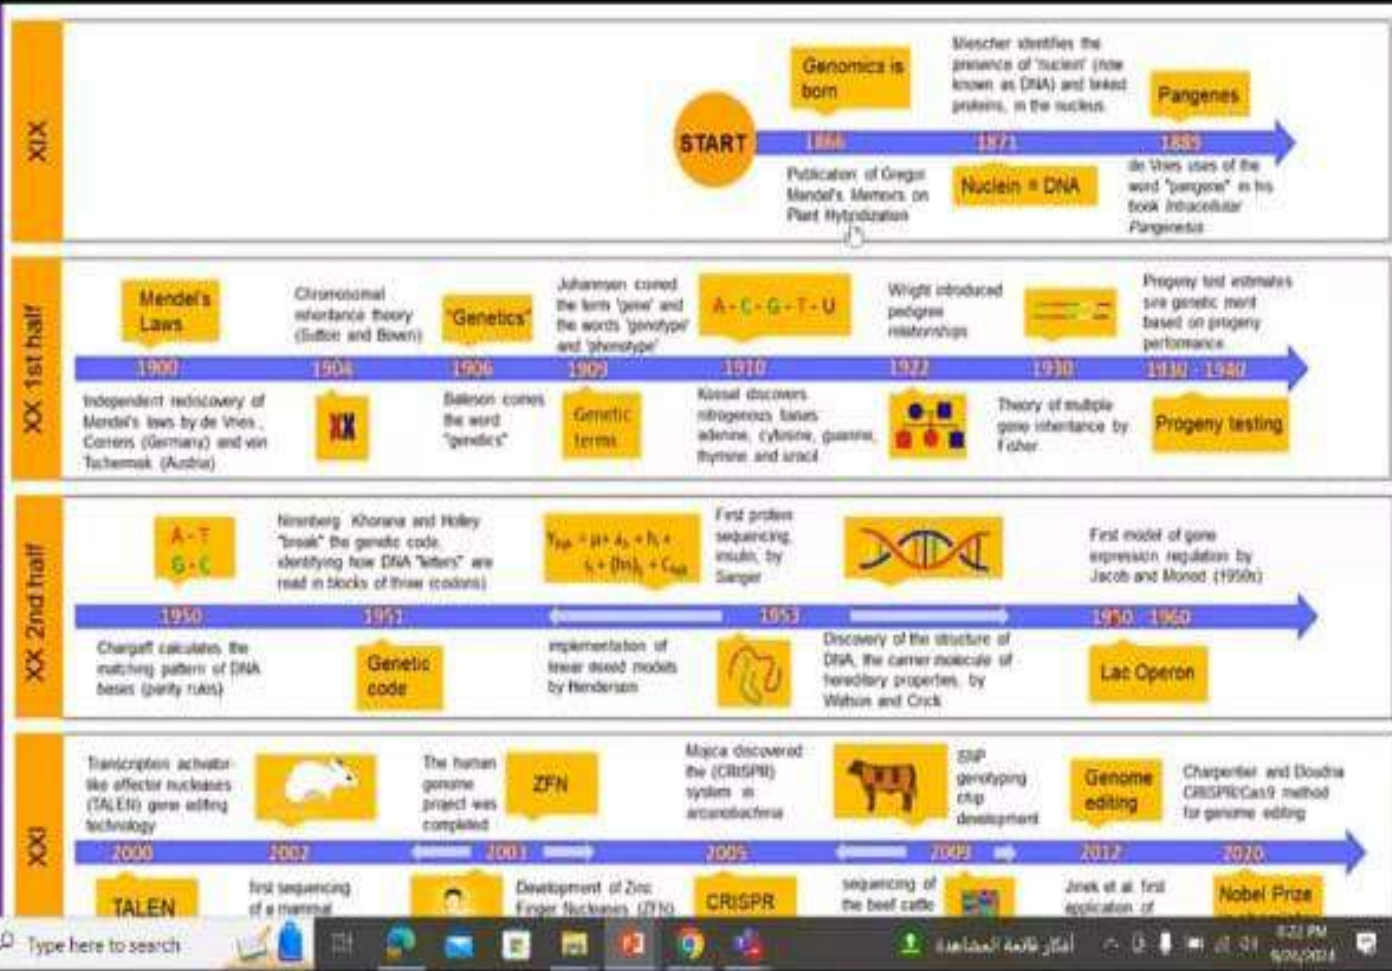 XIX
START
Genomics is
born
1866
Publication of Gregor
Mendel's Memoirs on
Plant Hybridization
Miescher identifies the
presence of 'nuclein' (now
known as DNA) and linked
proteins, in the nucleus.
1871
Nuclein = DNA
Pangenes
1889
de Vries uses of the
word "pangene" in his
book Intracellular
Pangenesis
XX 1st half
Mendel's
Laws
1900
Independent rediscovery of
Mendel's laws by de Vries ,
Correns (Germany) and von
Tschermak (Austria)
Chromosomal
inheritance theory
(Sutton and Boveri)
1904
"Genetics"
1906
Bateson coines
the word
"genetics"
Johannsen coined
the term 'gene' and
the words 'genotype'
and 'phenotype'
1909
Genetic
terms
A - C - G - T - U
1910
Kossel discovers
nitrogenous bases
adenine, cytosine, guanine,
thymine and uracil
Wright introduced
pedigree
relationships
1922
1930
Theory of multiple
gene inheritance by
Fisher
Progeny test estimates
sire genetic merit
based on progeny
performance
1930 1940
Progeny testing
XX 2nd half
A - T
G - C
1950
Chargaff calculates the
matching pattern of DNA
bases (parity rules)
Nirenberg Khorana and Holley
"break" the genetic code,
identifying how DNA "letters" are
read in blocks of three (codons)
1951
Genetic
code
implementation of
linear mixed models
by Henderson
First protein
sequencing,
insulin, by
Sanger
1953
Discovery of the structure of
DNA, the carrier molecule of
hereditary properties, by
Watson and Crick
First model of gene
expression regulation by
Jacob and Monod (1950s)
1950 1960
Lac Operon
XXI
Transcription activator-
like effector nucleases
(TALEN) gene editing
technology
2000
TALEN
2002
first sequencing
of a mammal
The human
genome
project was
completed
2003
ZFN
Development of Zinc
Finger Nucleases (ZFN)
Mojica discovered
the (CRISPR)
system in
2005
CRISPR
2009
sequencing of
the beef cattle
SNP
genotyping
chip
development
Genome
editing
2012
Jinek et al. first
application of
Charpentier and Doudna
CRISPR/Cas9 method
for genome editing
2020
Nobel Prize
Type here to search
أفكار قائمة المشاهدة
8:22 PM